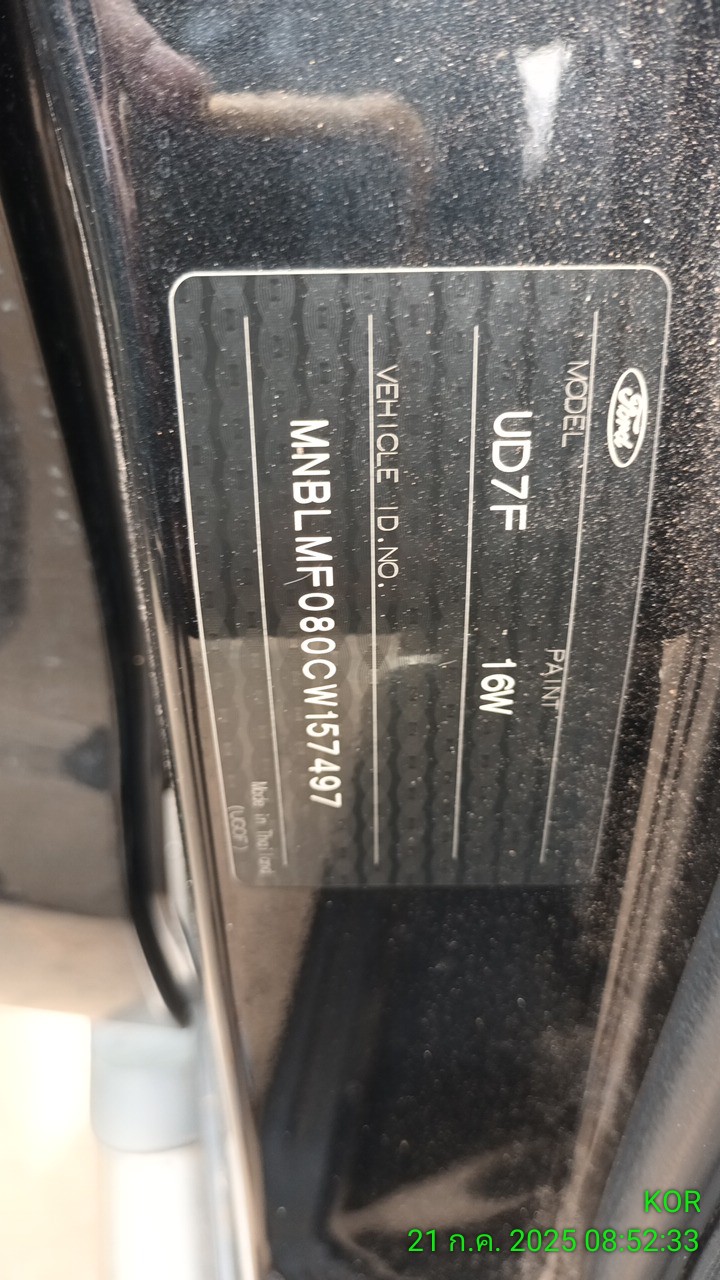 Ford
MODEL
PAINT
UD7F
16W
VEHICLE ID.NO.
MNBLMF080CW157497
Made in Thailand
(UGOF)
KOR
21 ก.ค. 2025 08:52:33